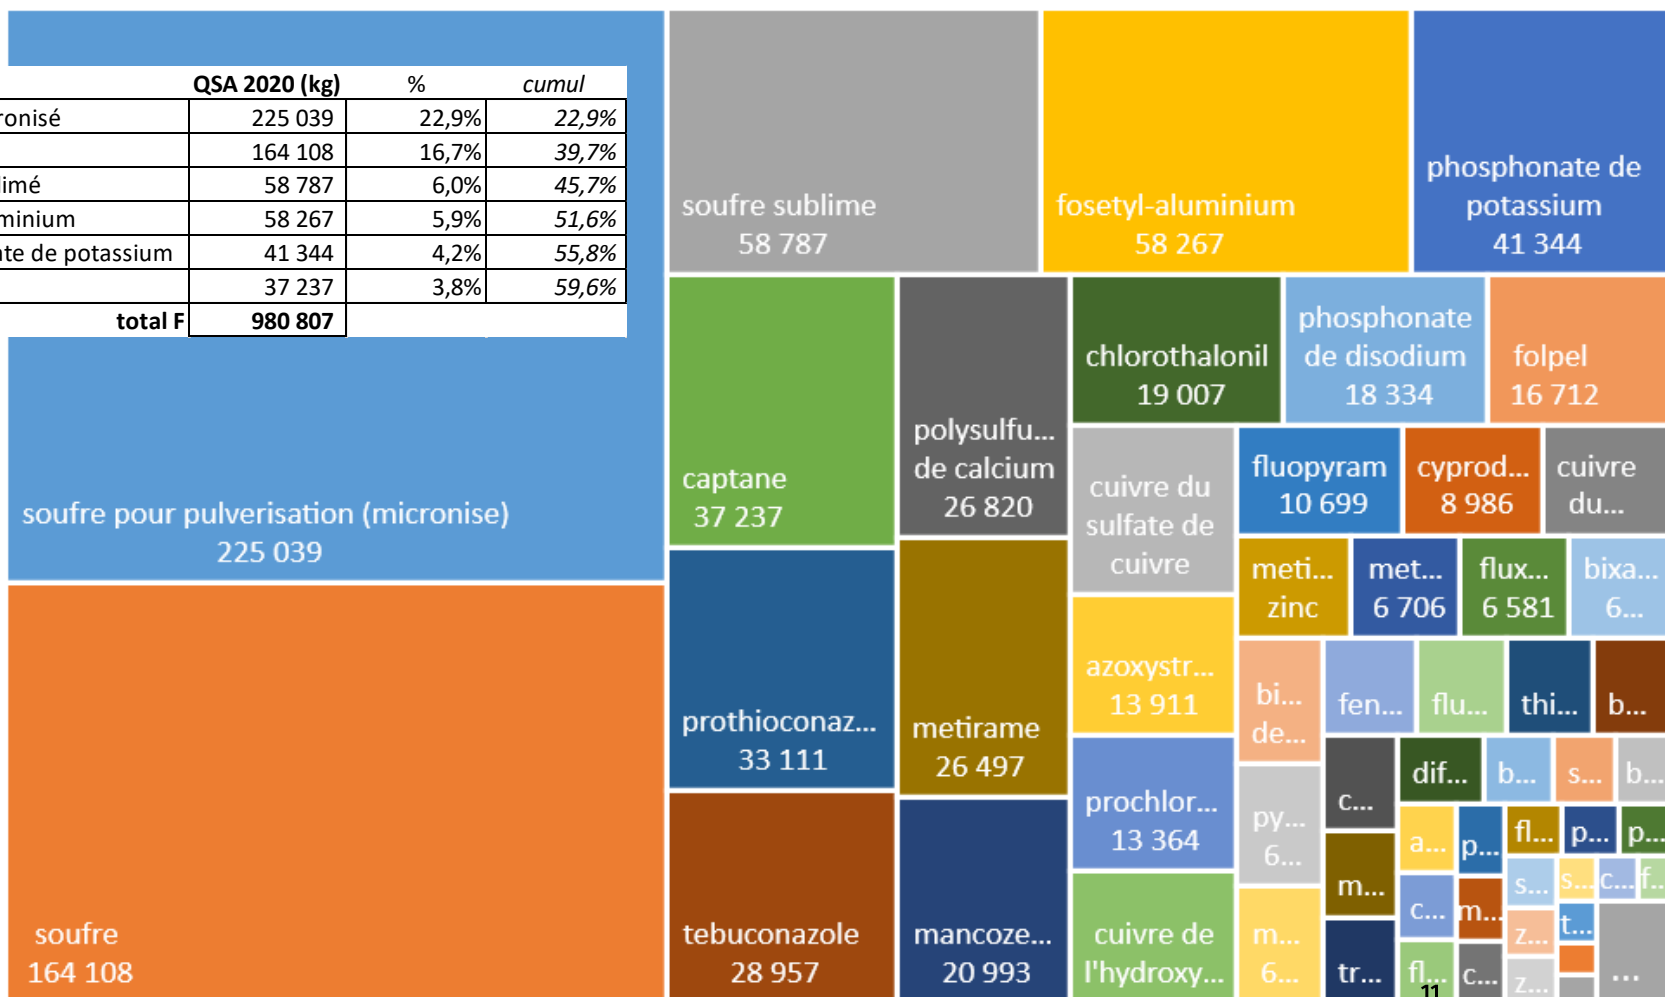 QSA 2020 (kg) % cumul
ronisé 225 039 22,9% 22,9%
164 108 16,7% 39,7%
limé 58 787 6,0% 45,7%
minium 58 267 5,9% 51,6%
te de potassium 41 344 4,2% 55,8%
37 237 3,8% 59,6%
total F 980 807
soufre pour pulverisation (micronise)
225 039
soufre
164 108
soufre sublime
58 787
fosetyl-aluminium
58 267
phosphonate de
potassium
41 344
captane
37 237
prothioconaz...
33 111
tebuconazole
28 957
polysulfu...
de calcium
26 820
metirame
26 497
mancoze...
20 993
chlorothalonil
19 007
phosphonate
de disodium
18 334
folpel
16 712
cuivre du
sulfate de
cuivre
azoxystr...
13 911
prochlor...
13 364
cuivre de
l'hydroxy...
fluopyram
10 699
cyprod...
8 986
cuivre
du...
meti...
zinc
met...
6 706
flux...
6 581
bixa...
6...
bi...
de...
py...
6...
m...
6...
fen...
flu...
thi...
b...
c...
m...
tr...
dif...
b...
s...
b...
a...
c...
fl...
p...
m...
c...
fl...
p...
p...
s...
z...
z...
s...
c...
f...
t...
...
11